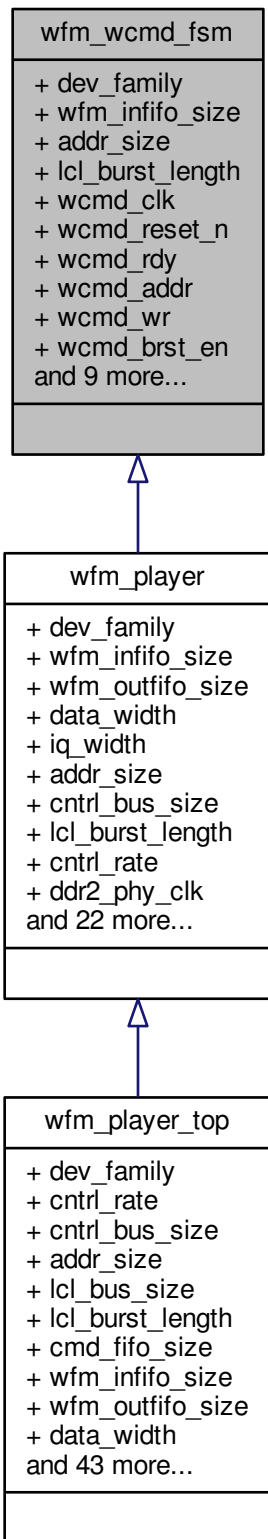 wfm_wcmd_fsm
+ dev_family
+ wfm_infifo_size
+ addr_size
+ lcl_burst_length
+ wcmd_clk
+ wcmd_reset_n
+ wcmd_rdy
+ wcmd_addr
+ wcmd_wr
+ wcmd_brst_en
and 9 more...
wfm_player
+ dev_family
+ wfm_infifo_size
+ wfm_outfifo_size
+ data_width
+ iq_width
+ addr_size
+ cntrl_bus_size
+ lcl_burst_length
+ cntrl_rate
+ ddr2_phy_clk
and 22 more...
wfm_player_top
+ dev_family
+ cntrl_rate
+ cntrl_bus_size
+ addr_size
+ lcl_bus_size
+ lcl_burst_length
+ cmd_fifo_size
+ wfm_infifo_size
+ wfm_outfifo_size
+ data_width
and 43 more...